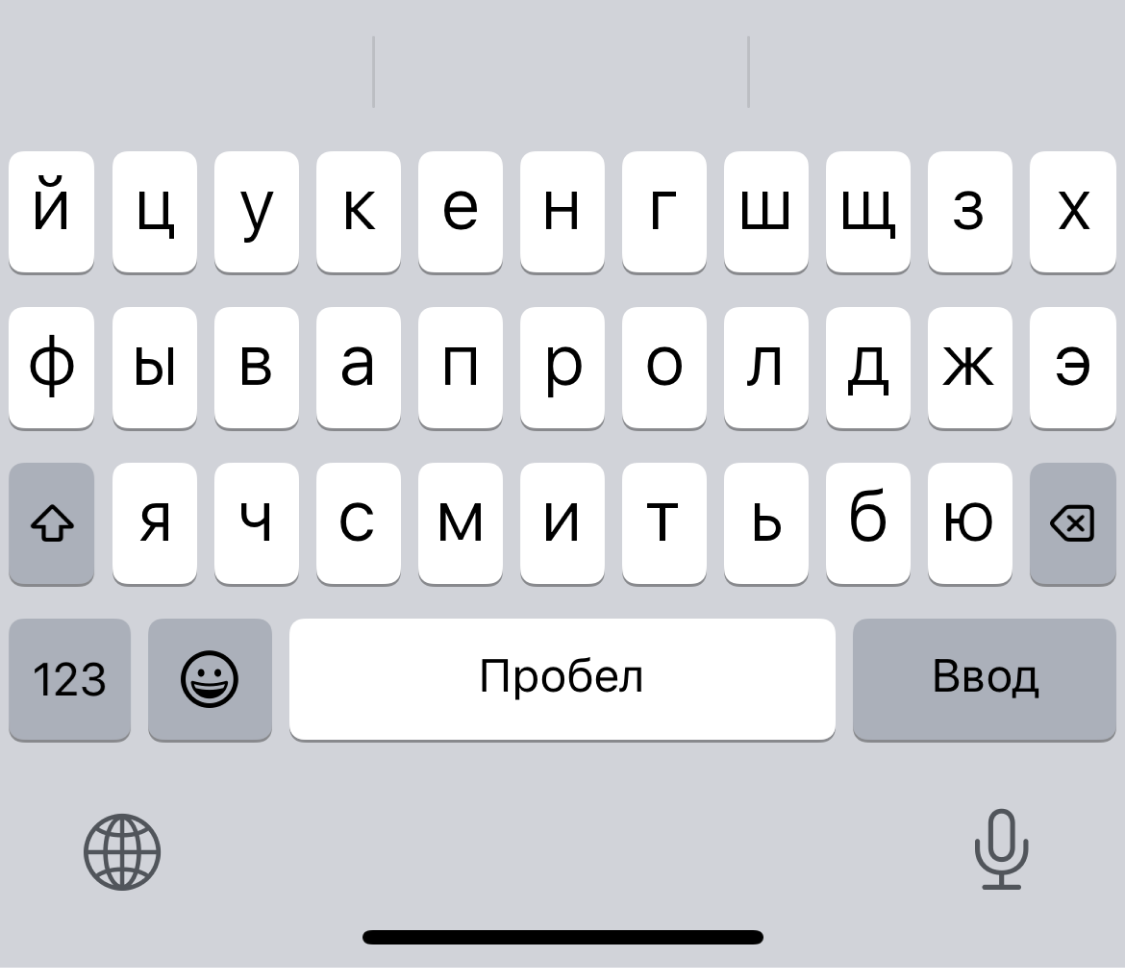 й ц у к е н г ш щ з х
ф ы в а п р о л д ж э
я ч с м и т ь б ю
123 Пробел Ввод